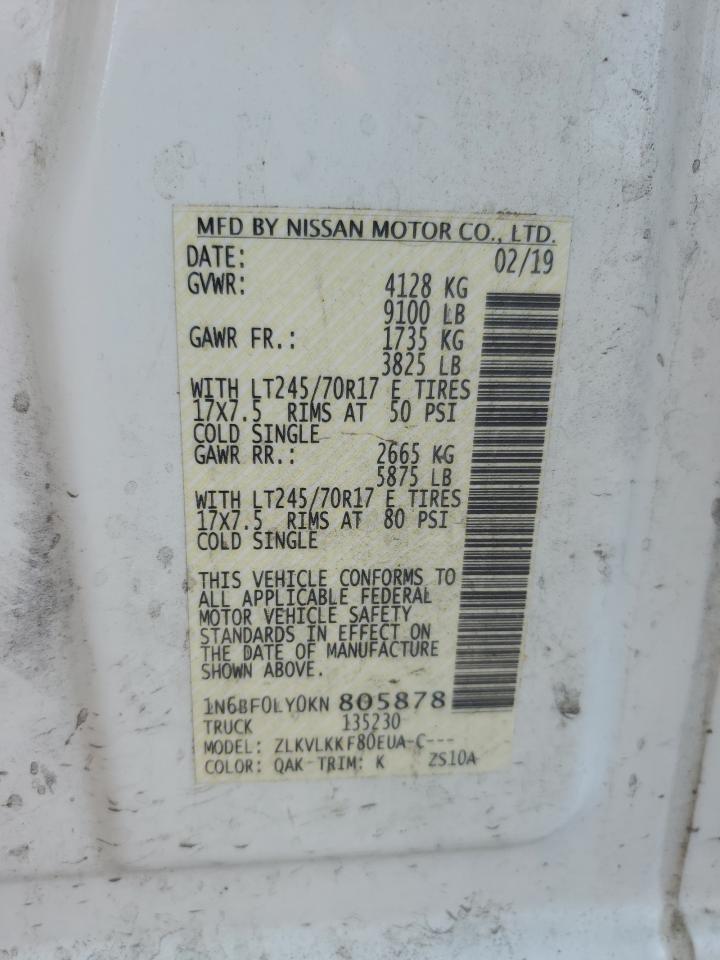 MFD BY NISSAN MOTOR CO., LTD.
DATE: 02/19
GVWR: 4128 KG
9100 LB
GAWR FR.: 1735 KG
3825 LB
WITH LT245/70R17 E TIRES
17X7.5 RIMS AT 50 PSI
COLD SINGLE
GAWR RR.: 2665 KG
5875 LB
WITH LT245/70R17 E TIRES
17X7.5 RIMS AT 80 PSI
COLD SINGLE
THIS VEHICLE CONFORMS TO
ALL APPLICABLE FEDERAL
MOTOR VEHICLE SAFETY
STANDARDS IN EFFECT ON
THE DATE OF MANUFACTURE
SHOWN ABOVE.
1N6BF0LY0KN 805878
TRUCK 135230
MODEL: ZLKVLKKF80EUA-C---
COLOR: QAK TRIM: K ZS10A